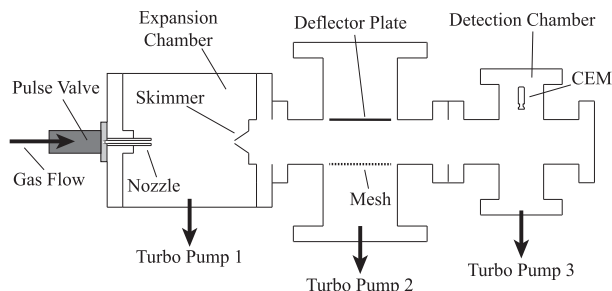 Expansion
Chamber
Deflector Plate
Detection Chamber
CEM
Pulse Valve
Skimmer
Gas Flow
Nozzle
Mesh
Turbo Pump 1
Turbo Pump 2
Turbo Pump 3